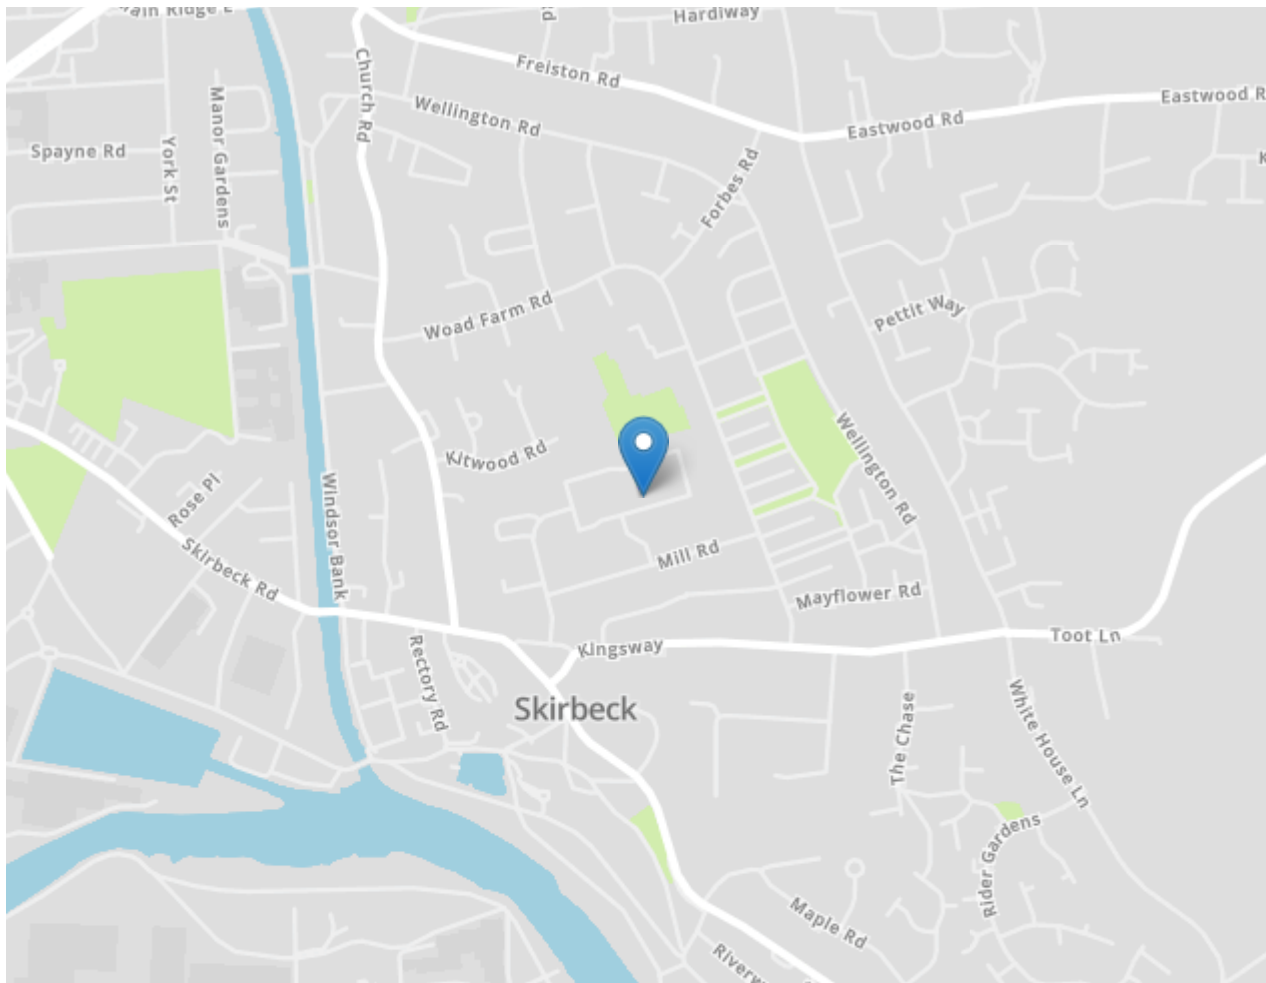 Hardiway
Freiston Rd
Church Rd
Wellington Rd
Eastwood Rd
Eastwood R
Manor Gardens
Spayne Rd
York St
Forbes Rd
Woad Farm Rd
Pettit Way
Kitwood Rd
Wellington Rd
Rose Pl
Windsor Bank
Skirbeck Rd
Mill Rd
Mayflower Rd
Kingsway
Toot Ln
Rectory Rd
Skirbeck
The Chase
White House Ln
Rider Gardens
Maple Rd
Riverw